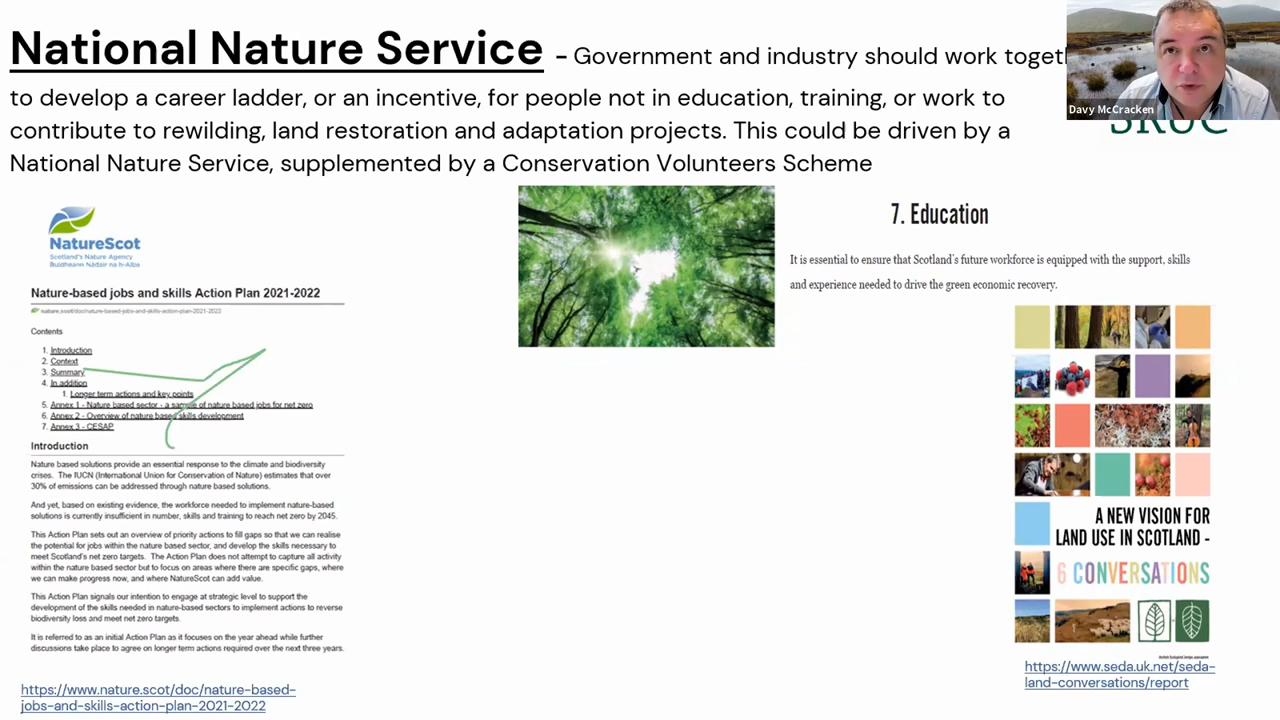 National Nature Service – Government and industry should work togeth
to develop a career ladder, or an incentive, for people not in education, training, or work to
contribute to rewilding, land restoration and adaptation projects. This could be driven by a
National Nature Service, supplemented by a Conservation Volunteers Scheme
Davy McCracken
SRUC
NatureScot
Scotland's Nature Agency
Buidheann Nàdair na h-Alba
Nature-based jobs and skills Action Plan 2021-2022
nature.scot/doc/nature-based-jobs-and-skills-action-plan-2021-2022
Contents
1. Introduction
2. Context
3. Summary
4. In addition
1. Longer term actions and key points
5. Annex 1 - Nature based sector - a sample of nature based jobs for net zero
6. Annex 2 - Overview of nature based skills development
7. Annex 3 - CESAP
Introduction
Nature based solutions provide an essential response to the climate and biodiversity
crises. The IUCN (International Union for Conservation of Nature) estimates that over
30% of emissions can be addressed through nature based solutions.
And yet, based on existing evidence, the workforce needed to implement nature-based
solutions is currently insufficient in number, skills and training to reach net zero by 2045.
This Action Plan sets out an overview of priority actions to fill gaps so that we can realise
the potential for jobs within the nature based sector, and develop the skills necessary to
meet Scotland's net zero targets. The Action Plan does not attempt to capture all activity
within the nature based sector but to focus on areas where there are specific gaps, where
we can make progress now, and where NatureScot can add value.
This Action Plan signals our intention to engage at strategic level to support the
development of the skills needed in nature-based sectors to implement actions to reverse
biodiversity loss and meet net zero targets.
It is referred to as an initial Action Plan as it focuses on the year ahead while further
discussions take place to agree on longer term actions required over the next three years.
https://www.nature.scot/doc/nature-based-
jobs-and-skills-action-plan-2021-2022
7. Education
It is essential to ensure that Scotland's future workforce is equipped with the support, skills
and experience needed to drive the green economic recovery.
A NEW VISION FOR
LAND USE IN SCOTLAND -
6 CONVERSATIONS
https://www.seda.uk.net/seda-
land-conversations/report